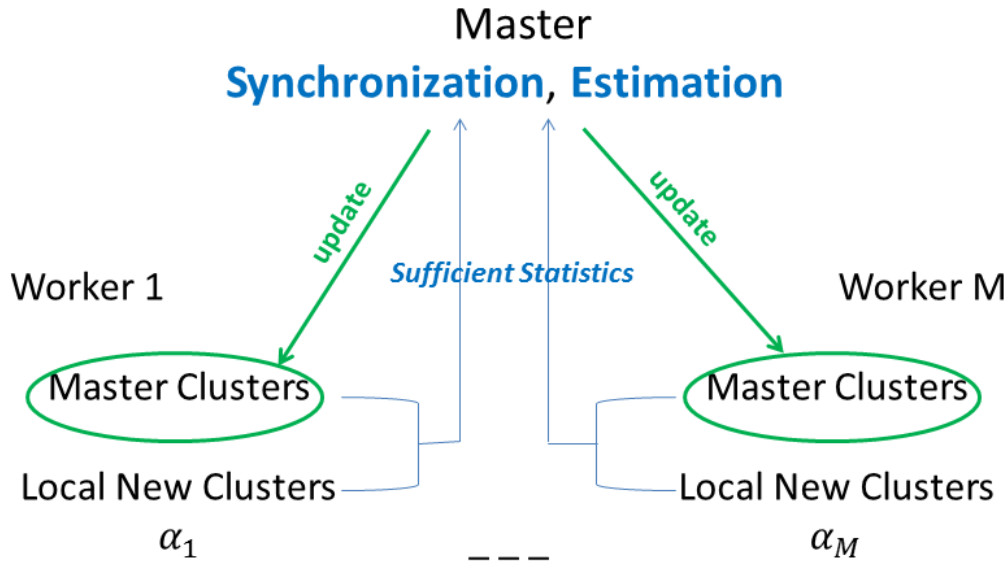 Master
Synchronization, Estimation
update
update
Sufficient Statistics
Worker 1
Worker M
Master Clusters
Master Clusters
Local New Clusters
Local New Clusters
α₁
α_M
_ _ _